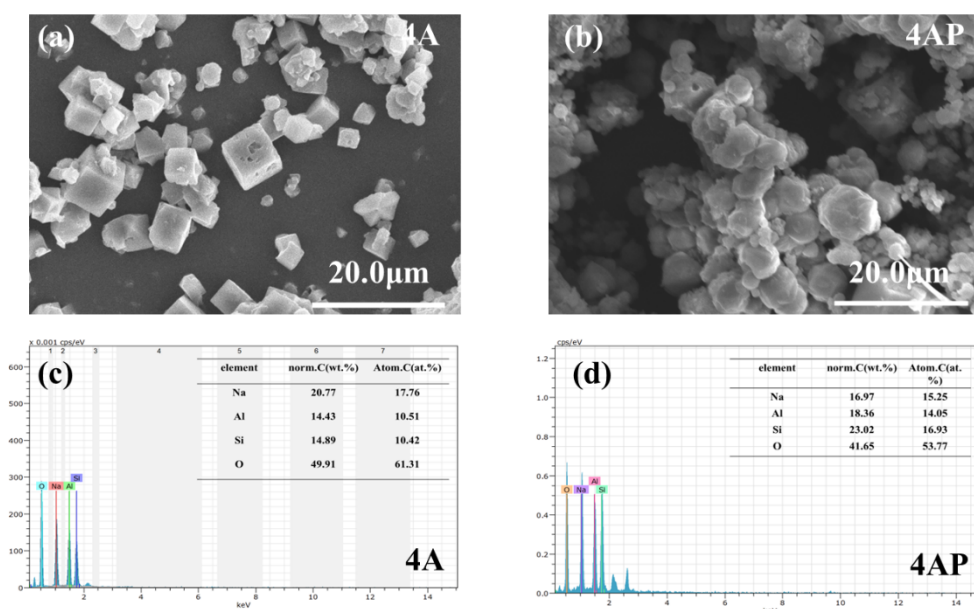 (a)
4A
20.0µm
(b)
4AP
20.0µm
x 0.001 cps/eV
1 2 3 4 5 6 7
(c)
600
500
400
300
200
100
0
element norm.C(wt.%) Atom.C(at.%)
Na 20.77 17.76
Al 14.43 10.51
Si 14.89 10.42
O 49.91 61.31
Si
O Na Al
4A
2 4 6 8 10 12 14
keV
cps/eV
(d)
1.2
1.0
0.8
0.6
0.4
0.2
0.0
element norm.C(wt.%) Atom.C(at.
%)
Na 16.97 15.25
Al 18.36 14.05
Si 23.02 16.93
O 41.65 53.77
Al
O Na Si
4AP
2 4 6 8 10 12 14